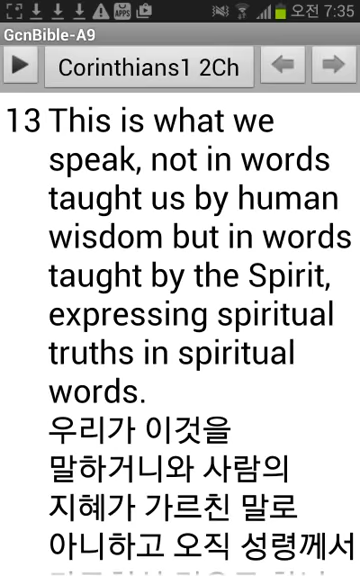 오전 7:35
GcnBible-A9
Corinthians1 2Ch
13 This is what we
speak, not in words
taught us by human
wisdom but in words
taught by the Spirit,
expressing spiritual
truths in spiritual
words.
우리가 이것을
말하거니와 사람의
지혜가 가르친 말로
아니하고 오직 성령께서